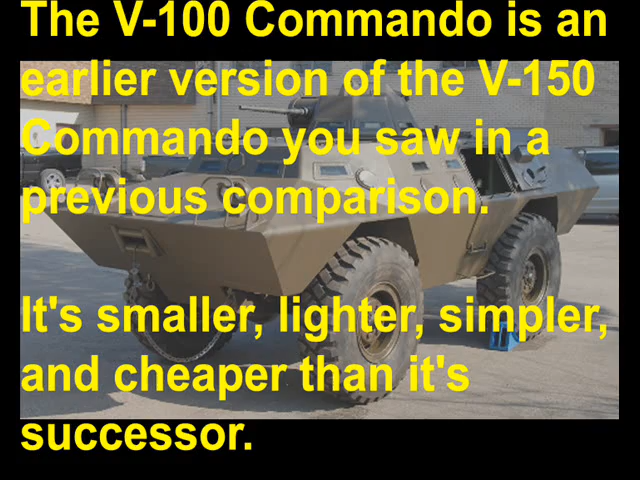 The V-100 Commando is an
earlier version of the V-150
Commando you saw in a
previous comparison.
It's smaller, lighter, simpler,
and cheaper than it's
successor.